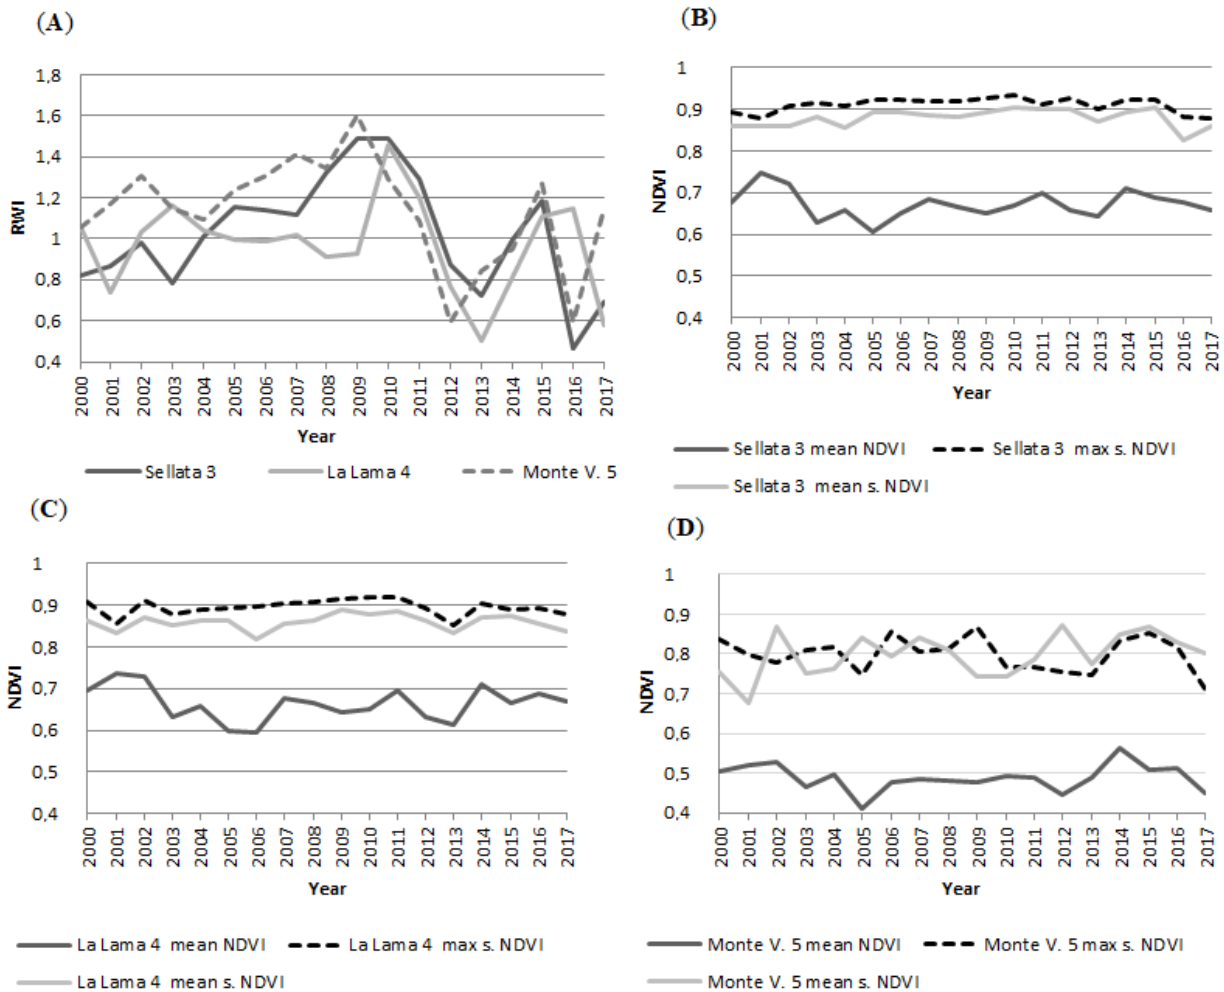 (A)
RWI
1,8
1,6
1,4
1,2
1
0,8
0,6
0,4
2000 2001 2002 2003 2004 2005 2006 2007 2008 2009 2010 2011 2012 2013 2014 2015 2016 2017
Year
Sellata 3 La Lama 4 Monte V. 5
(B)
NDVI
1
0,9
0,8
0,7
0,6
0,5
0,4
2000 2001 2002 2003 2004 2005 2006 2007 2008 2009 2010 2011 2012 2013 2014 2015 2016 2017
Year
Sellata 3 mean NDVI Sellata 3 max s. NDVI
Sellata 3 mean s. NDVI
(C)
NDVI
1
0,9
0,8
0,7
0,6
0,5
0,4
2000 2001 2002 2003 2004 2005 2006 2007 2008 2009 2010 2011 2012 2013 2014 2015 2016 2017
Year
La Lama 4 mean NDVI La Lama 4 max s. NDVI
La Lama 4 mean s. NDVI
(D)
NDVI
1
0,9
0,8
0,7
0,6
0,5
0,4
2000 2001 2002 2003 2004 2005 2006 2007 2008 2009 2010 2011 2012 2013 2014 2015 2016 2017
Year
Monte V. 5 mean NDVI Monte V. 5 max s. NDVI
Monte V. 5 mean s. NDVI